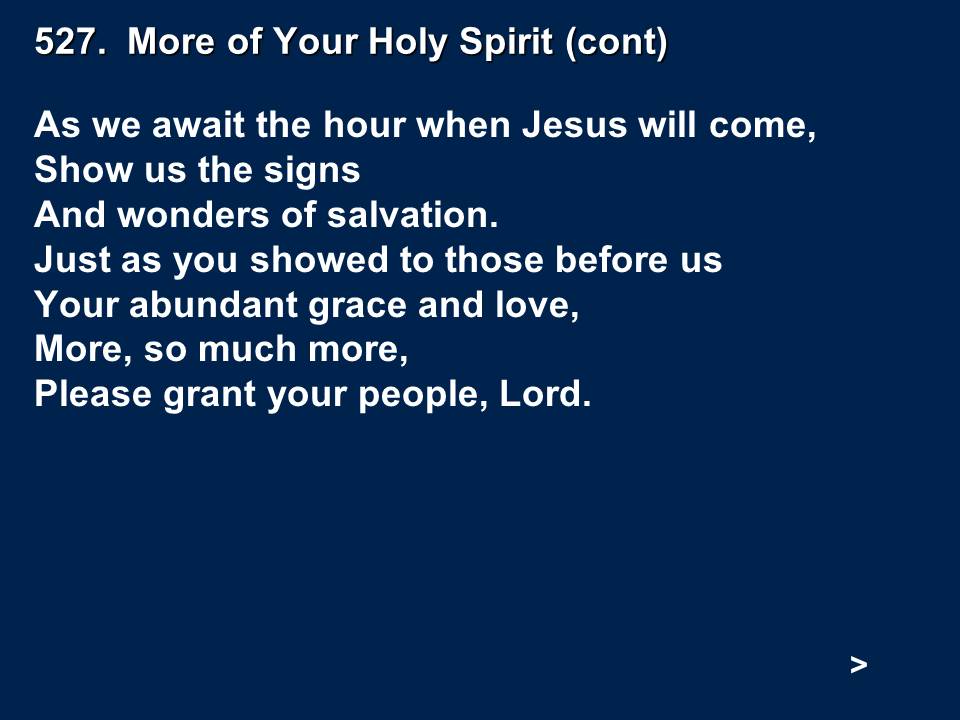 527.  More of Your Holy Spirit (cont)
As we await the hour when Jesus will come,
Show us the signs
And wonders of salvation.
Just as you showed to those before us
Your abundant grace and love,
More, so much more,
Please grant your people, Lord.
>